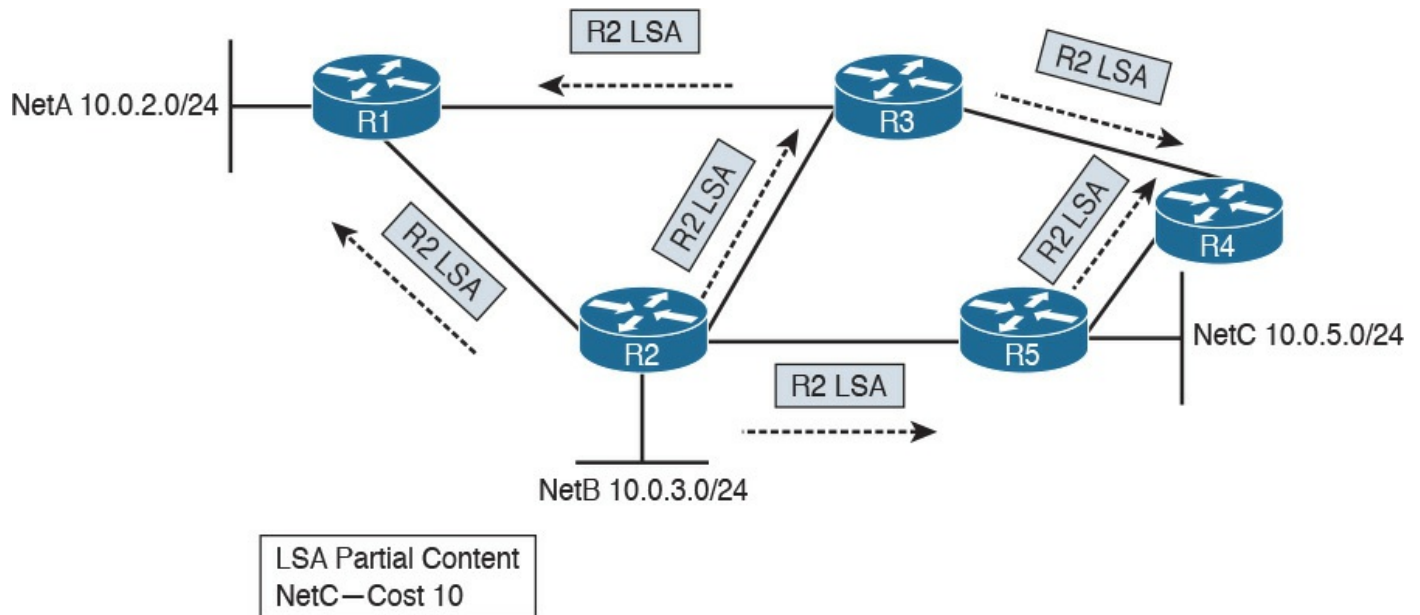 R2 LSA
R2 LSA
NetA 10.0.2.0/24
R1
R3
R2 LSA
R2 LSA
R2 LSA
R4
R2
R5
NetC 10.0.5.0/24
R2 LSA
NetB 10.0.3.0/24
LSA Partial Content
NetC—Cost 10